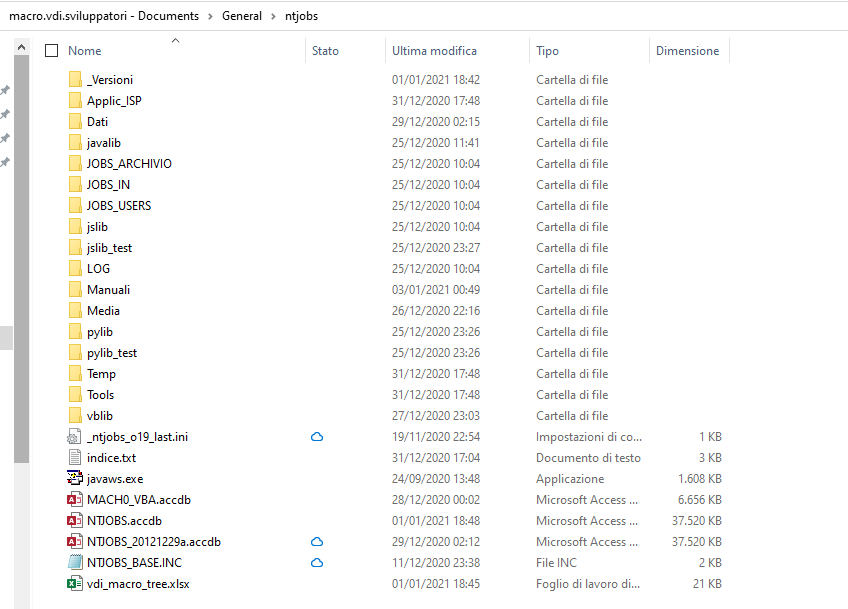 macro.vdi.sviluppatori - Documents > General > ntjobs
Nome Stato Ultima modifica Tipo Dimensione
_Versioni 01/01/2021 18:42 Cartella di file
Applic_ISP 31/12/2020 17:48 Cartella di file
Dati 29/12/2020 02:15 Cartella di file
javalib 25/12/2020 11:41 Cartella di file
JOBS_ARCHIVIO 25/12/2020 10:04 Cartella di file
JOBS_IN 25/12/2020 10:04 Cartella di file
JOBS_USERS 25/12/2020 10:04 Cartella di file
jslib 25/12/2020 10:04 Cartella di file
jslib_test 25/12/2020 23:27 Cartella di file
LOG 25/12/2020 10:04 Cartella di file
Manuali 03/01/2021 00:49 Cartella di file
Media 26/12/2020 22:16 Cartella di file
pylib 25/12/2020 23:26 Cartella di file
pylib_test 25/12/2020 23:26 Cartella di file
Temp 31/12/2020 17:48 Cartella di file
Tools 31/12/2020 17:48 Cartella di file
vblib 27/12/2020 23:03 Cartella di file
_ntjobs_o19_last.ini 19/11/2020 22:54 Impostazioni di co... 1 KB
indice.txt 31/12/2020 17:04 Documento di testo 3 KB
javaws.exe 24/09/2020 13:48 Applicazione 1.608 KB
MACH0_VBA.accdb 28/12/2020 00:02 Microsoft Access ... 6.656 KB
NTJOBS.accdb 01/01/2021 18:48 Microsoft Access ... 37.520 KB
NTJOBS_20121229a.accdb 29/12/2020 02:12 Microsoft Access ... 37.520 KB
NTJOBS_BASE.INC 11/12/2020 23:38 File INC 2 KB
vdi_macro_tree.xlsx 01/01/2021 18:45 Foglio di lavoro di... 21 KB